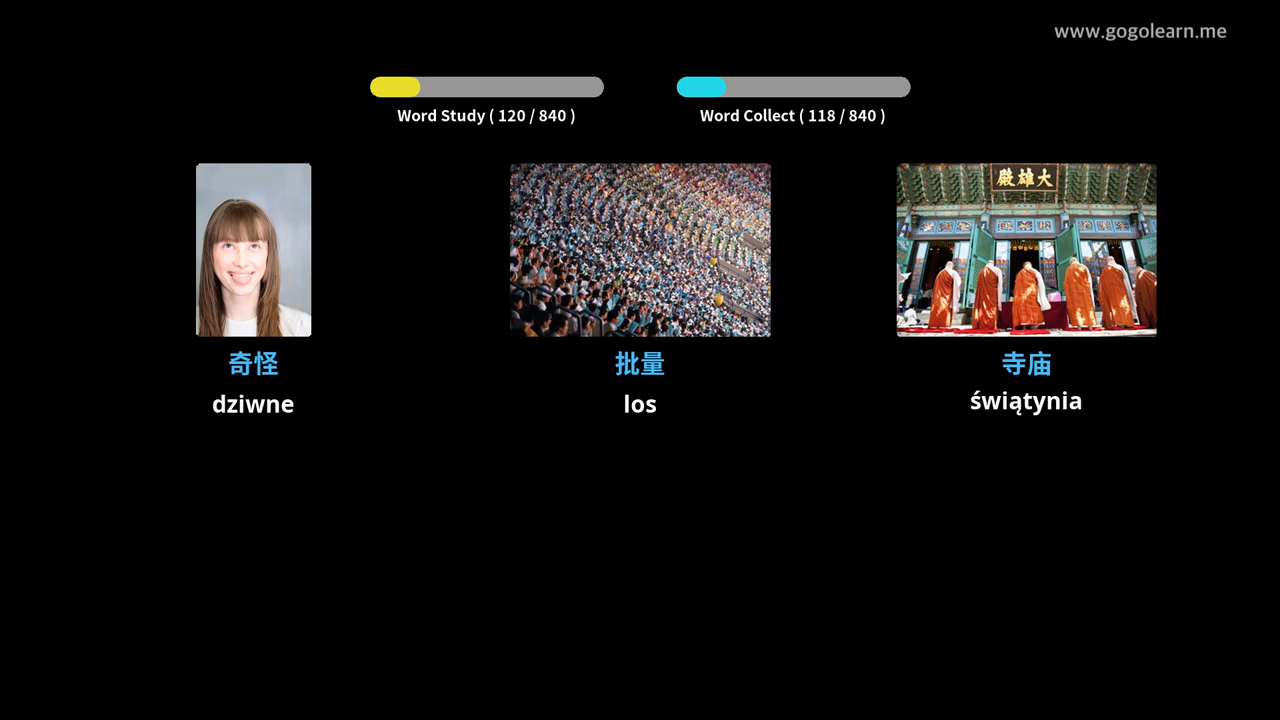 www.gogolearn.me
Word Study ( 120 / 840 )
Word Collect ( 118 / 840 )
殿雄大
奇怪
批量
寺庙
dziwne
los
świątynia